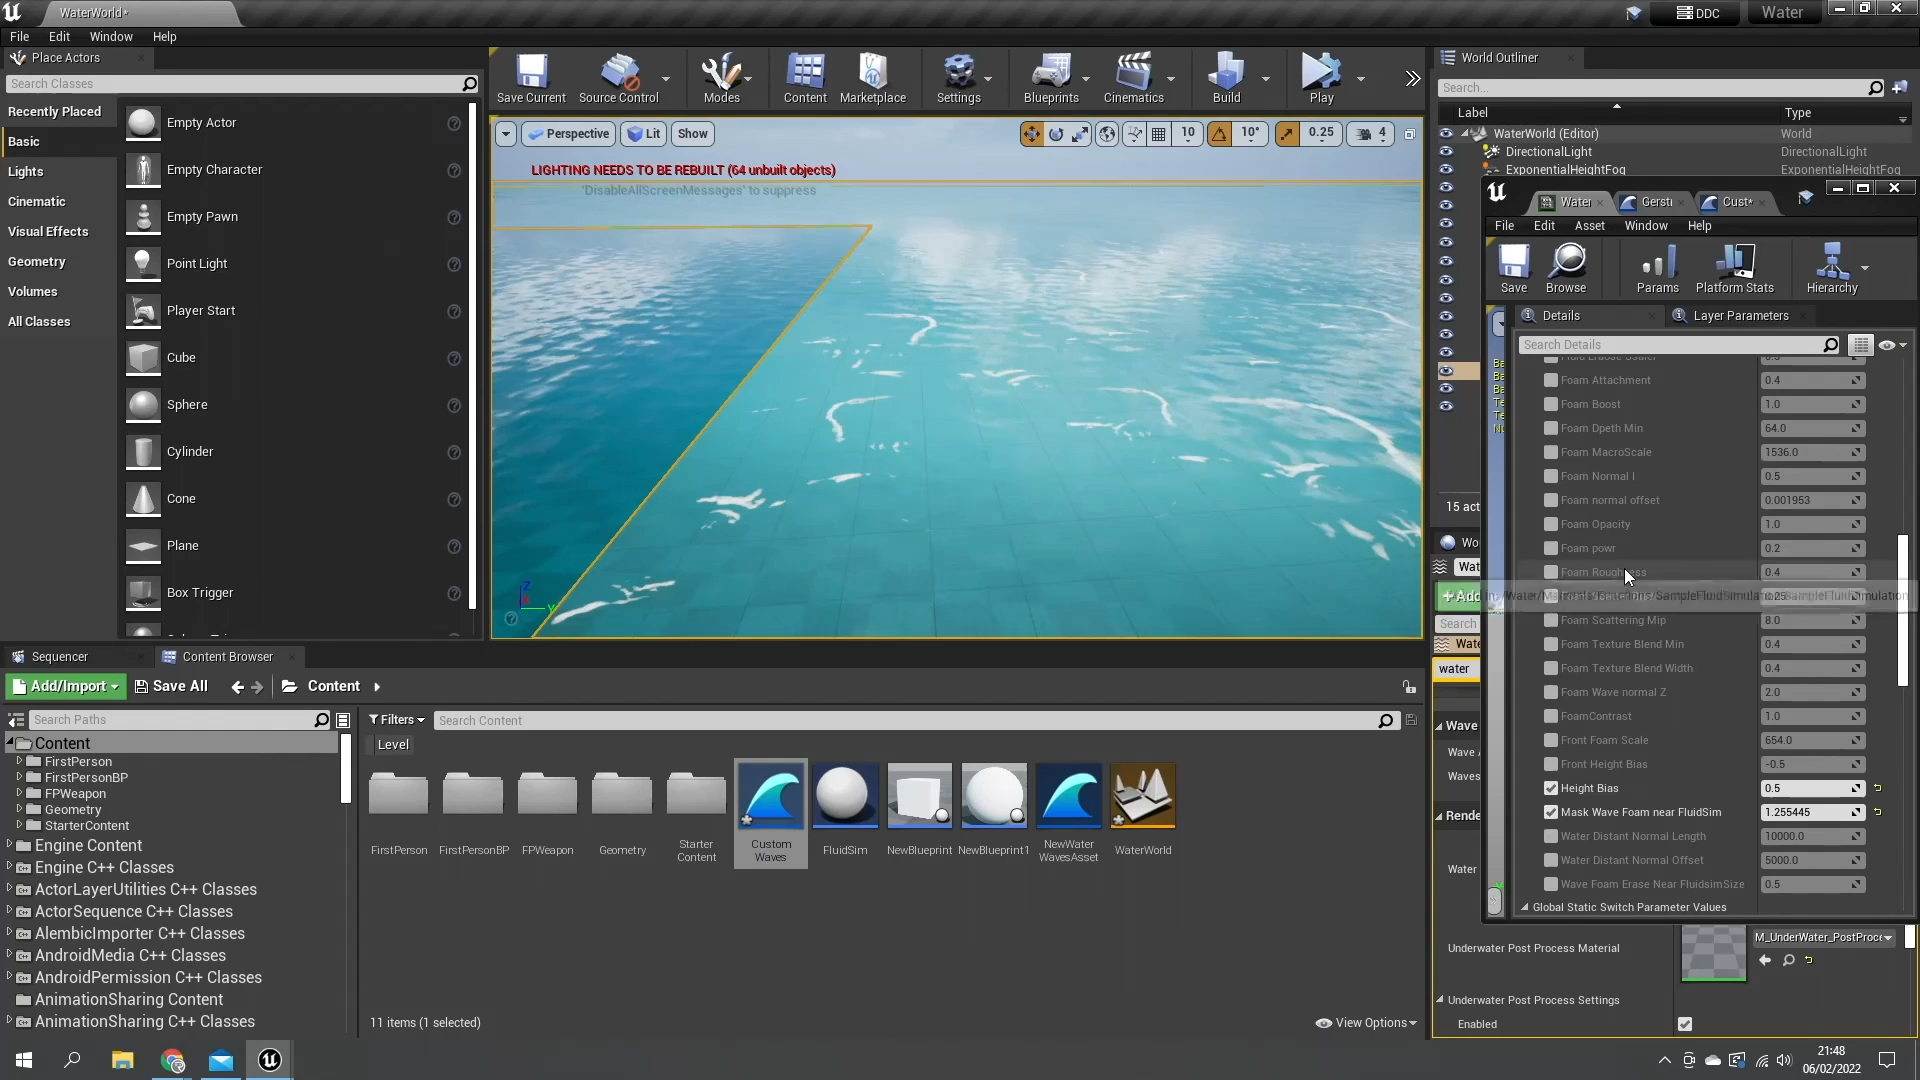 WaterWorld*
DDC
Water
File Edit Window Help
Place Actors
Search Classes
Recently Placed
Basic
Lights
Cinematic
Visual Effects
Geometry
Volumes
All Classes
Empty Actor
Empty Character
Empty Pawn
Point Light
Player Start
Cube
Sphere
Cylinder
Cone
Plane
Box Trigger
Save Current
Source Control
Modes
Content
Marketplace
Settings
Blueprints
Cinematics
Build
Play
Perspective
Lit
Show
10
10°
0.25
4
LIGHTING NEEDS TO BE REBUILT (64 unbuilt objects)
'DisableAllScreenMessages' to suppress
World Outliner
Search...
Label Type
WaterWorld (Editor) World
DirectionalLight DirectionalLight
ExponentialHeightFog ExponentialHeightFog
15 act
Water Gerstı Cust*
File Edit Asset Window Help
Save
Browse
Params
Platform Stats
Hierarchy
Details
Layer Parameters
Search Details
Foam Attachment 0.4
Foam Boost 1.0
Foam Dpeth Min 64.0
Foam MacroScale 1536.0
Foam Normal I 0.5
Foam normal offset 0.001953
Foam Opacity 1.0
Foam powr 0.2
Foam Roughness 0.4
Foam Scattering Mip 8.0
Foam Texture Blend Min 0.4
Foam Texture Blend Width 0.4
Foam Wave normal Z 2.0
FoamContrast 1.0
Front Foam Scale 654.0
Front Height Bias -0.5
Height Bias 0.5
Mask Wave Foam near FluidSim 1.255445
Water Distant Normal Length 10000.0
Water Distant Normal Offset 5000.0
Wave Foam Erase Near FluidsimSize 0.5
Global Static Switch Parameter Values
Wo
Wat
+Add
Search
Wate
water
Wave
Wave A
Waves
Rende
Water
Underwater Post Process Material
M_UnderWater_PostProce
Underwater Post Process Settings
Enabled
Sequencer
Content Browser
Add/Import
Save All
Content
Search Paths
Filters
Search Content
Level
Content
FirstPerson
FirstPersonBP
FPWeapon
Geometry
StarterContent
Engine Content
Engine C++ Classes
ActorLayerUtilities C++ Classes
ActorSequence C++ Classes
AlembicImporter C++ Classes
AndroidMedia C++ Classes
AndroidPermission C++ Classes
AnimationSharing Content
AnimationSharing C++ Classes
FirstPerson
FirstPersonBP
FPWeapon
Geometry
Starter
Content
Custom
Waves
FluidSim
NewBlueprint
NewBlueprint1
NewWater
WavesAsset
WaterWorld
11 items (1 selected)
View Options
21:48
06/02/2022